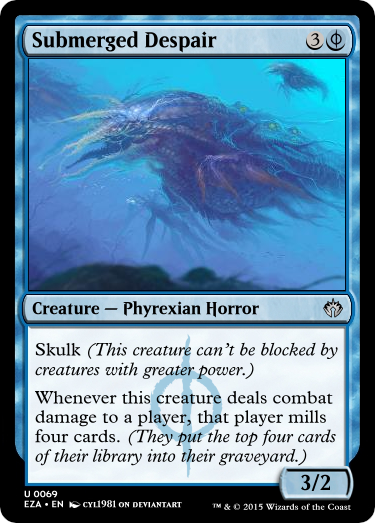 Submerged Despair 3
Creature — Phyrexian Horror
Skulk (This creature can't be blocked by
creatures with greater power.)
Whenever this creature deals combat
damage to a player, that player mills
four cards. (They put the top four cards
of their library into their graveyard.)
3/2
U 0069
EZA • EN CYL1981 ON DEVIANTART ™ & © 2015 Wizards of the Coast